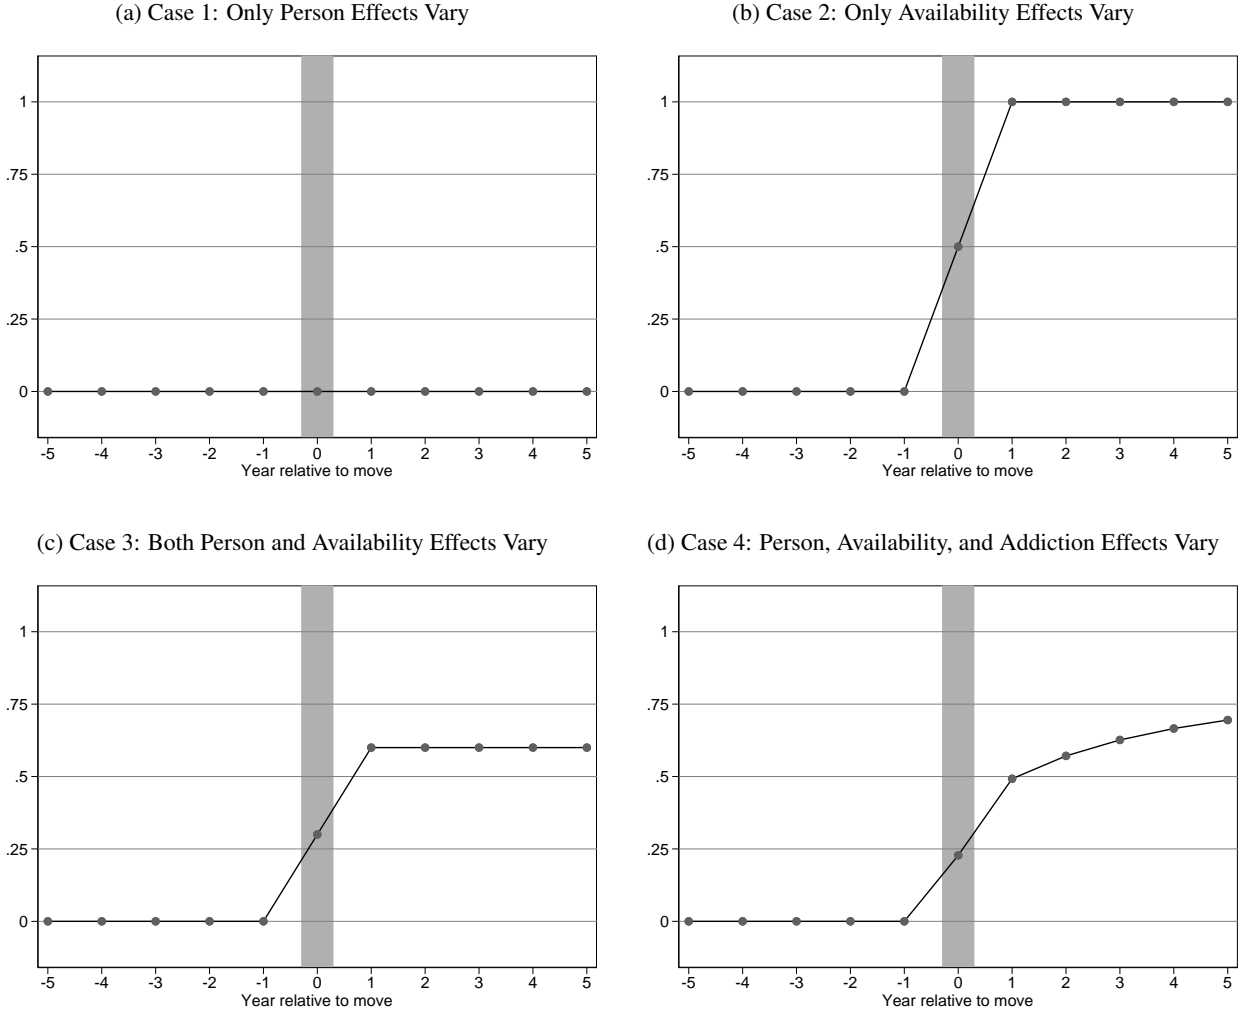 (a) Case 1: Only Person Effects Vary
1
.75
.5
.25
0
-5 -4 -3 -2 -1 0 1 2 3 4 5
Year relative to move
(b) Case 2: Only Availability Effects Vary
1
.75
.5
.25
0
-5 -4 -3 -2 -1 0 1 2 3 4 5
Year relative to move
(c) Case 3: Both Person and Availability Effects Vary
1
.75
.5
.25
0
-5 -4 -3 -2 -1 0 1 2 3 4 5
Year relative to move
(d) Case 4: Person, Availability, and Addiction Effects Vary
1
.75
.5
.25
0
-5 -4 -3 -2 -1 0 1 2 3 4 5
Year relative to move